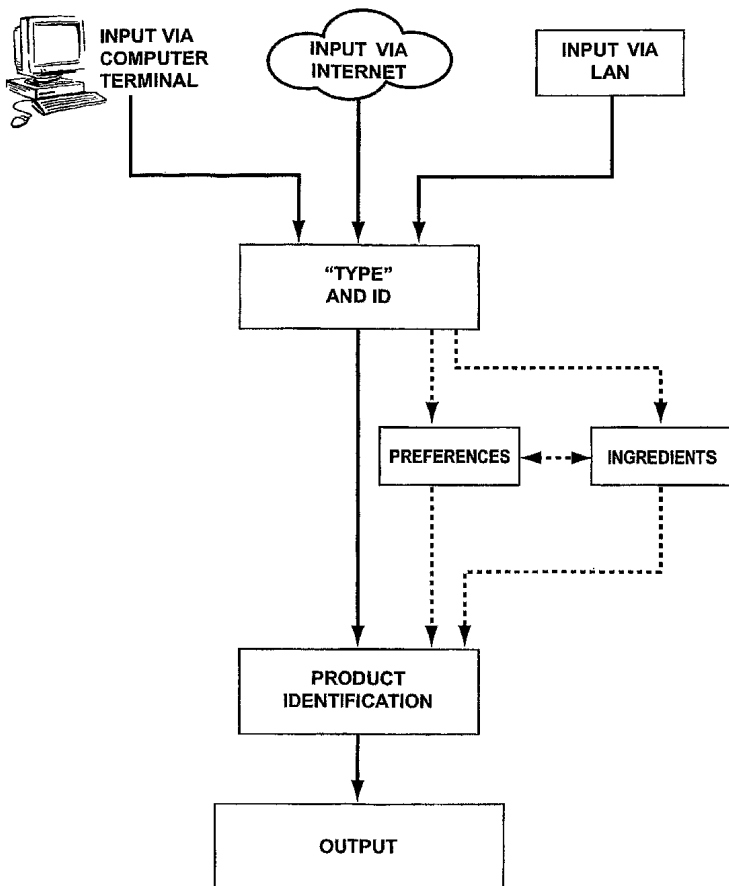 INPUT VIA
COMPUTER
TERMINAL
INPUT VIA
INTERNET
INPUT VIA
LAN
“TYPE”
AND ID
PREFERENCES
INGREDIENTS
PRODUCT
IDENTIFICATION
OUTPUT